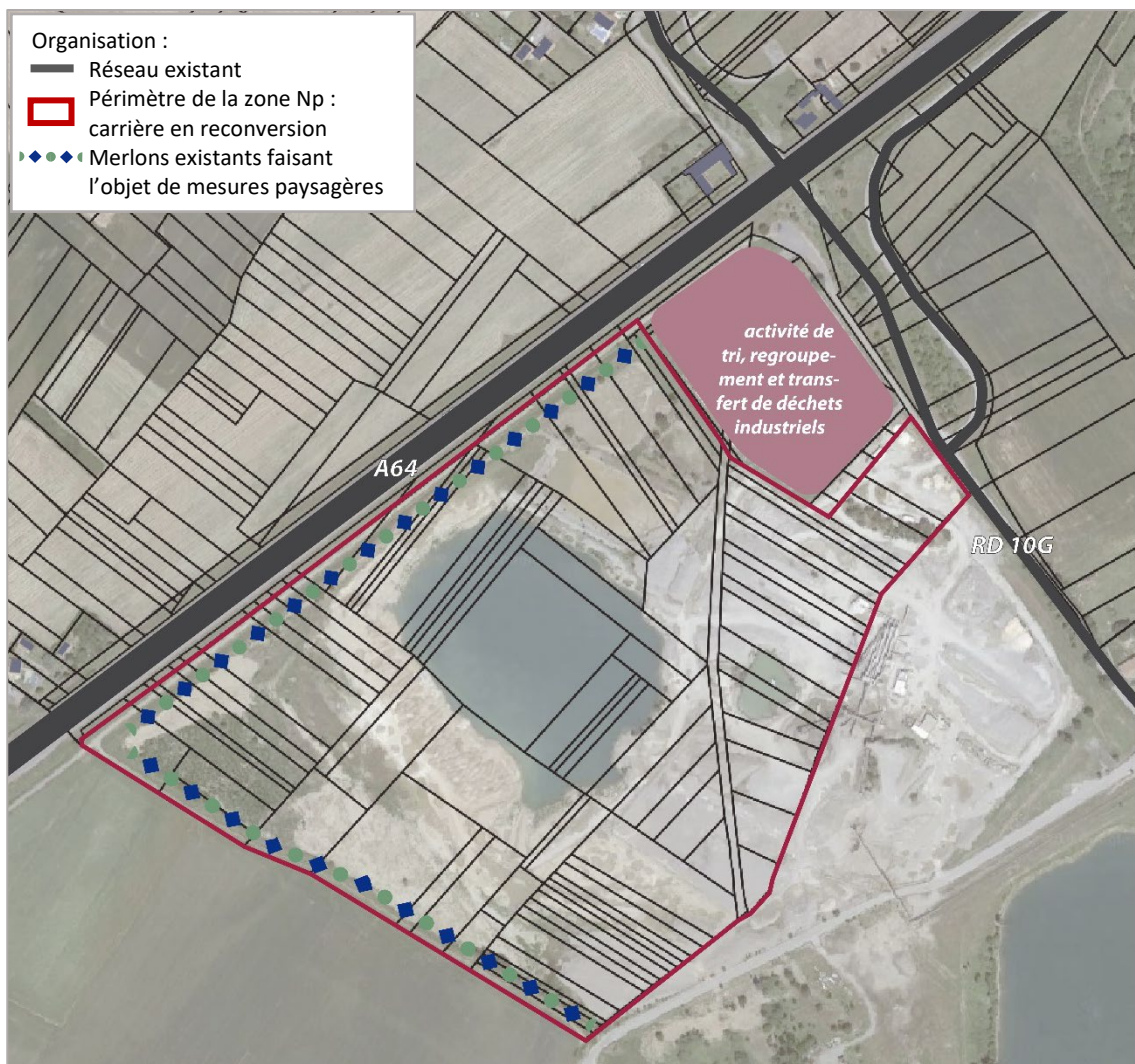 Organisation :
Réseau existant
Périmètre de la zone Np :
carrière en reconversion
Merlons existants faisant
l’objet de mesures paysagères
activité de
tri, regroupe-
ment et trans-
fert de déchets
industriels
A64
RD 10G